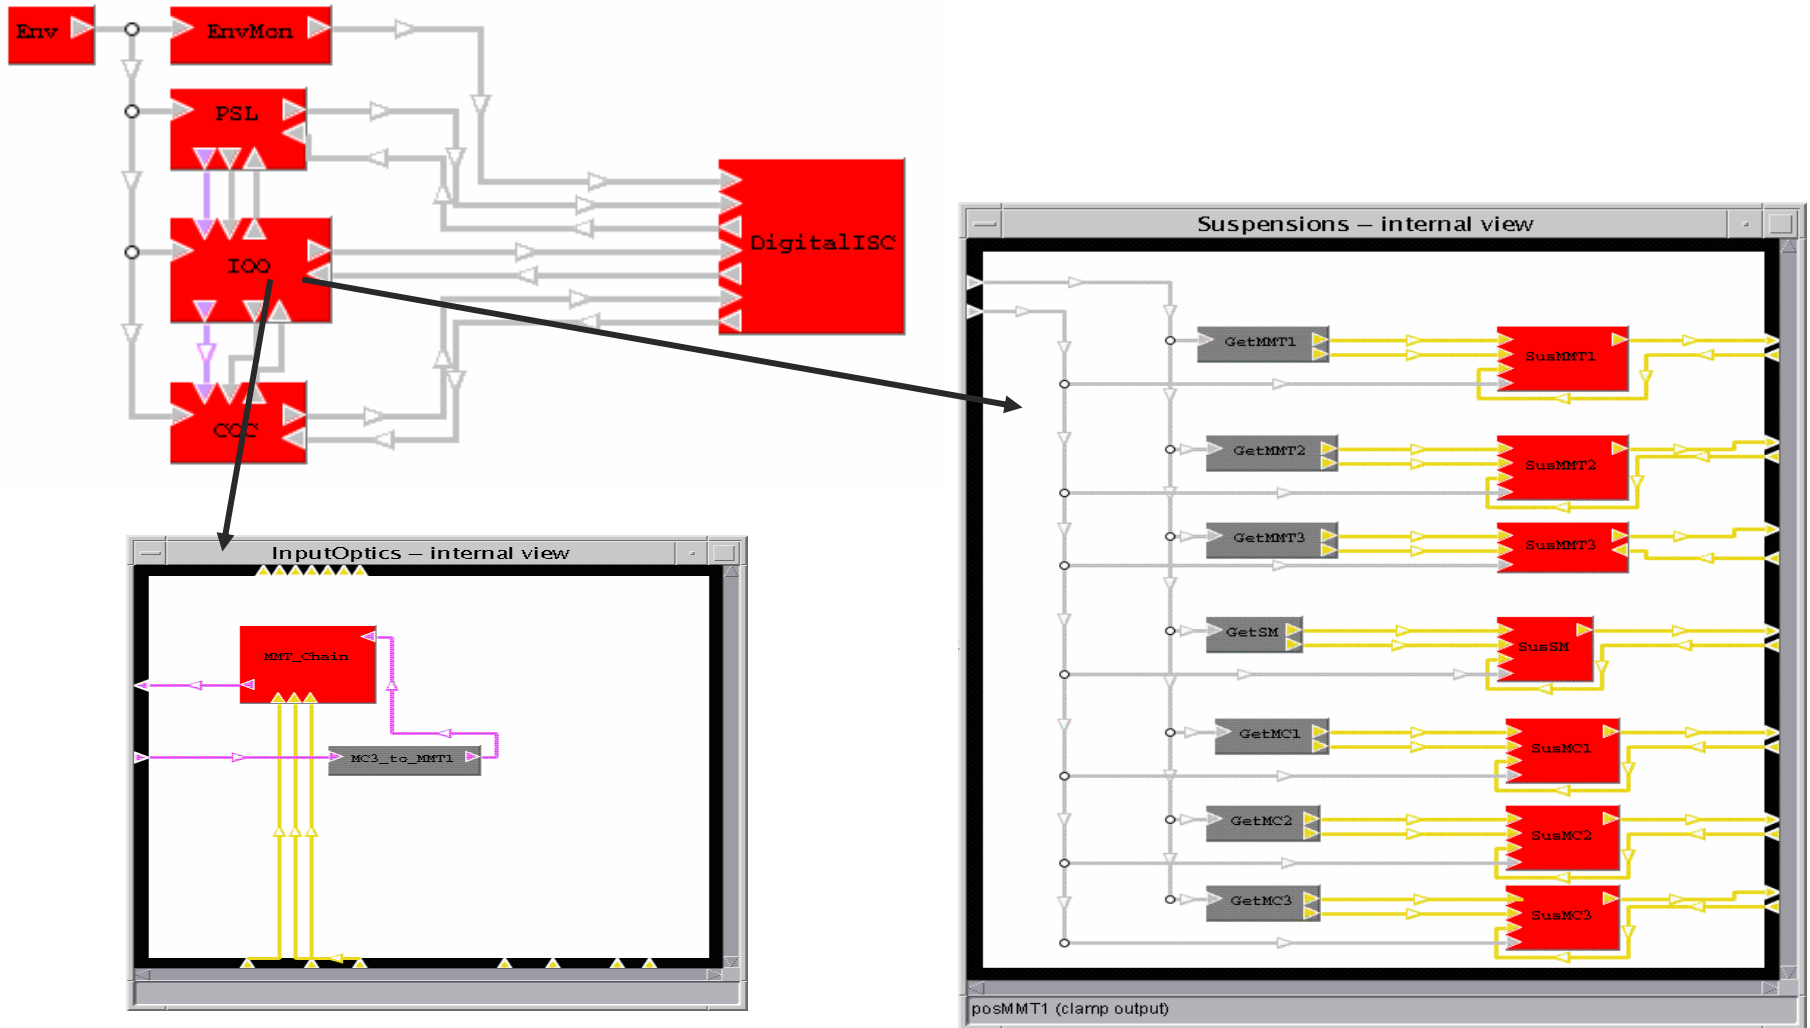 Env
EnvMon
PSL
IOO
DigitalISC
COC
InputOptics – internal view
MMT_Chain
MC3_to_MMT1
Suspensions – internal view
GetMMT1
SusMMT1
GetMMT2
SusMMT2
GetMMT3
SusMMT3
GetSM
SusSM
GetMC1
SusMC1
GetMC2
SusMC2
GetMC3
SusMC3
posMMT1 (clamp output)